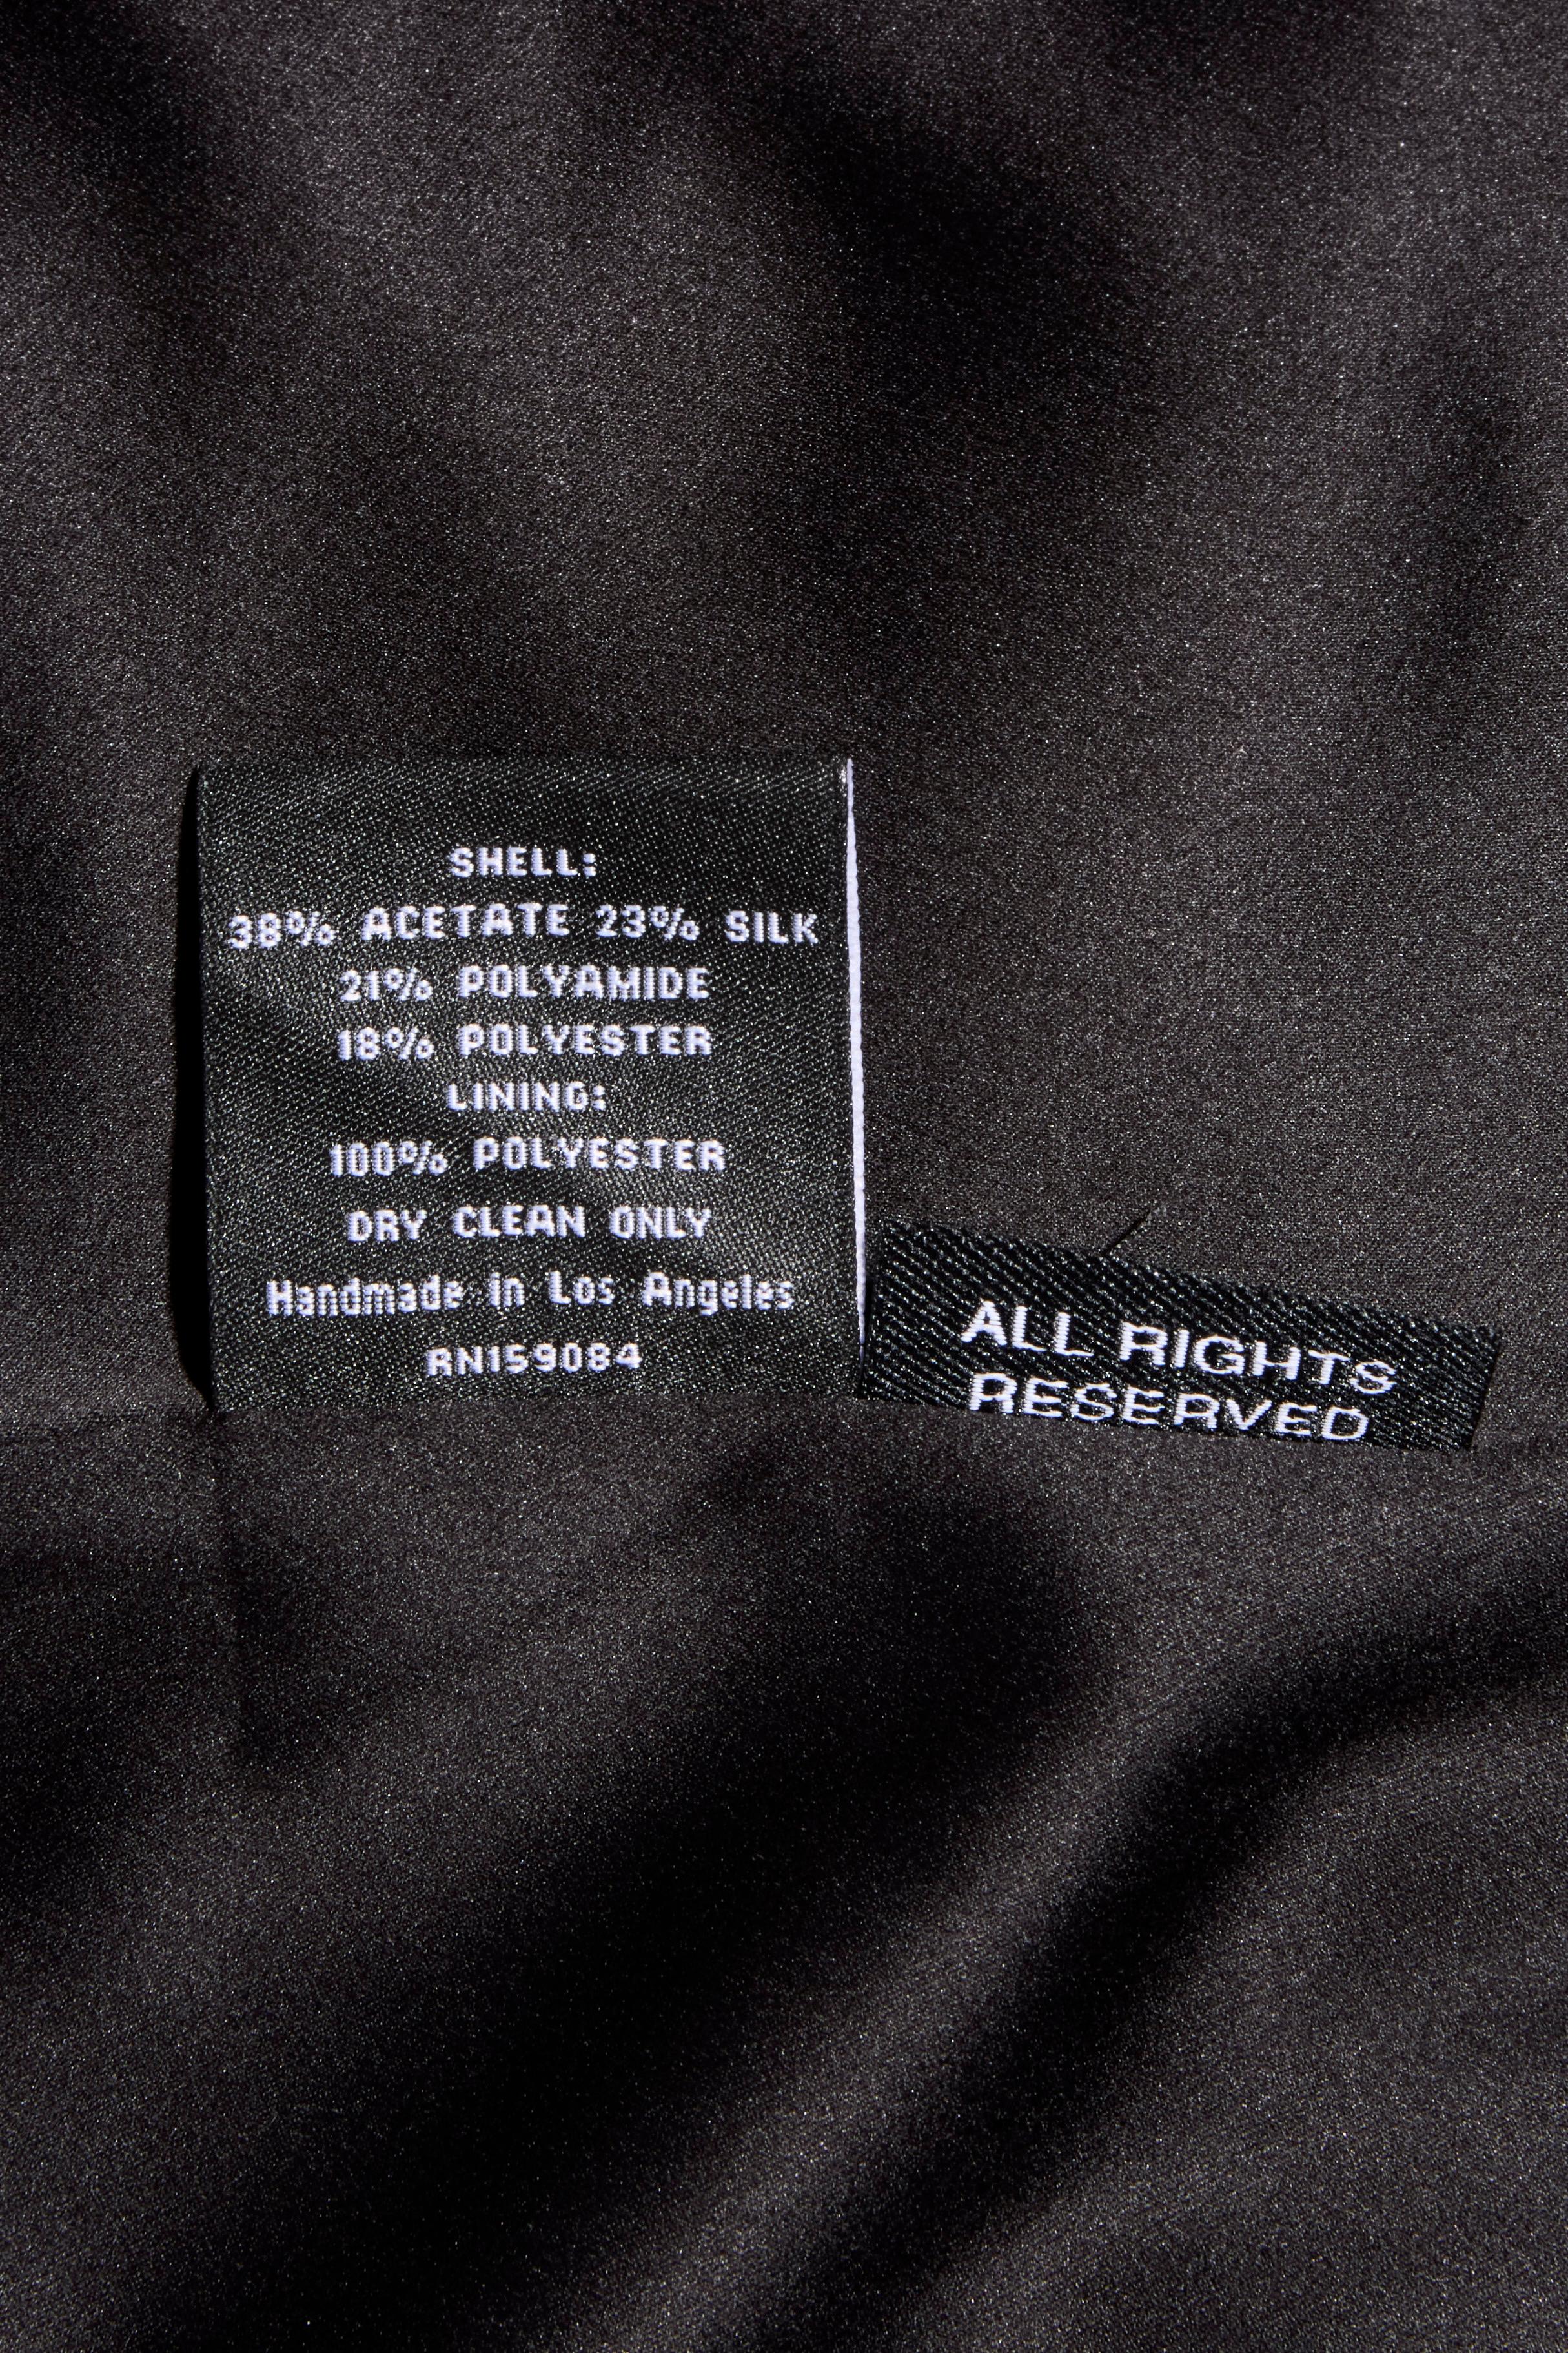 SHELL:
38% ACETATE 23% SILK
21% POLYAMIDE
18% POLYESTER
LINING:
100% POLYESTER
DRY CLEAN ONLY
Handmade in Los Angeles
RN159084
ALL RIGHTS
RESERVED